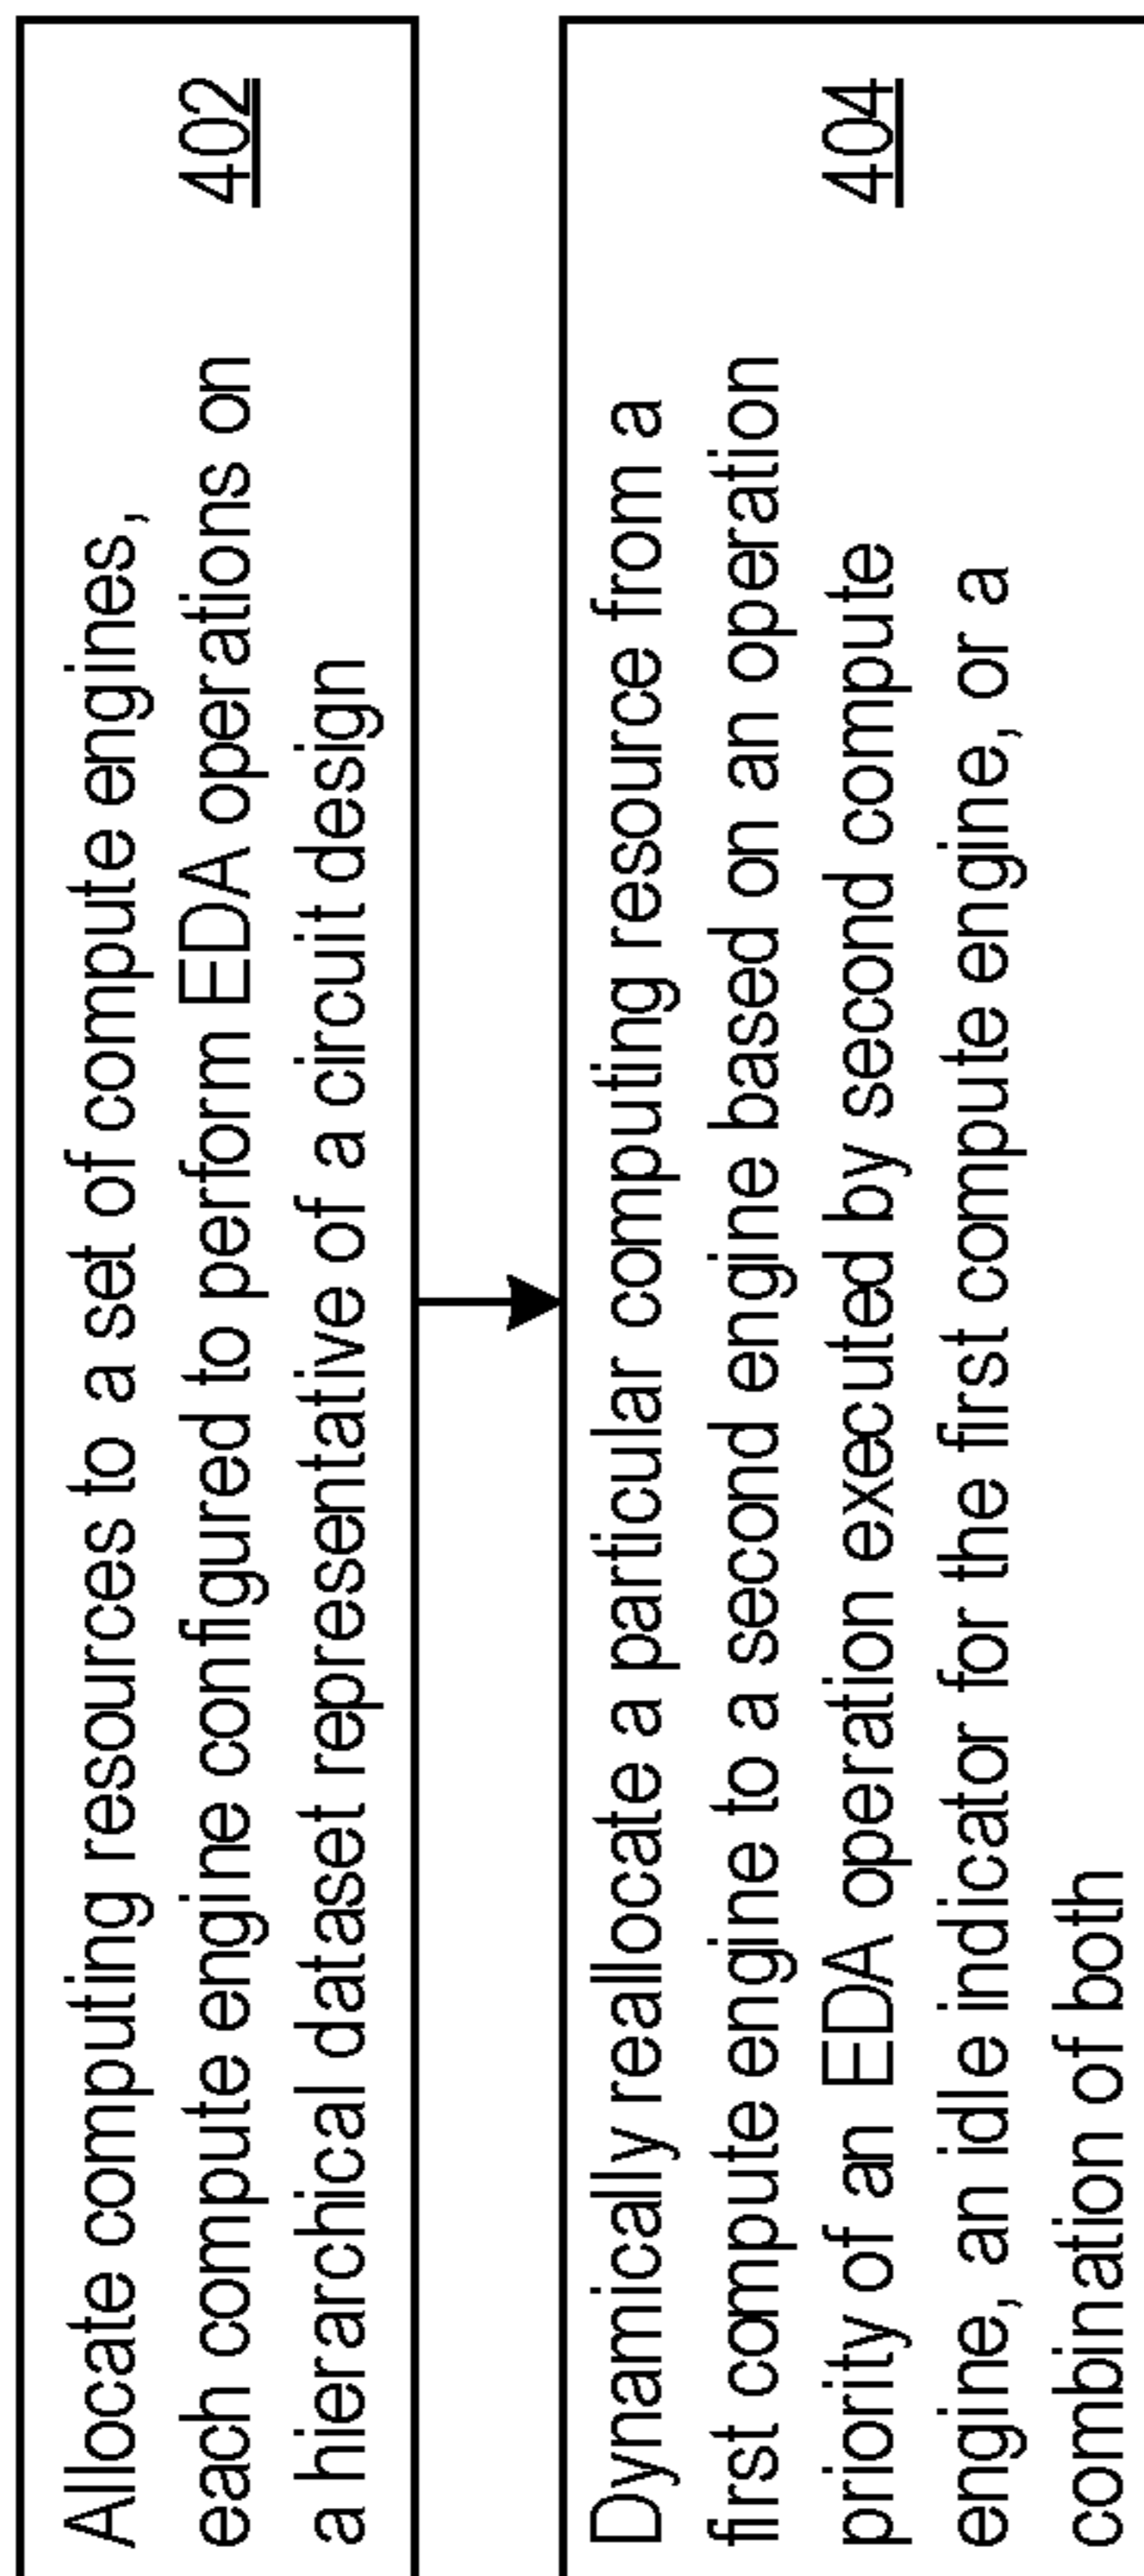 Allocate computing resources to a set of compute engines,
each compute engine configured to perform EDA operations on
a hierarchical dataset representative of a circuit design
402
Dynamically reallocate a particular computing resource from a
first compute engine to a second engine based on an operation
priority of an EDA operation executed by second compute
engine, an idle indicator for the first compute engine, or a
combination of both
404